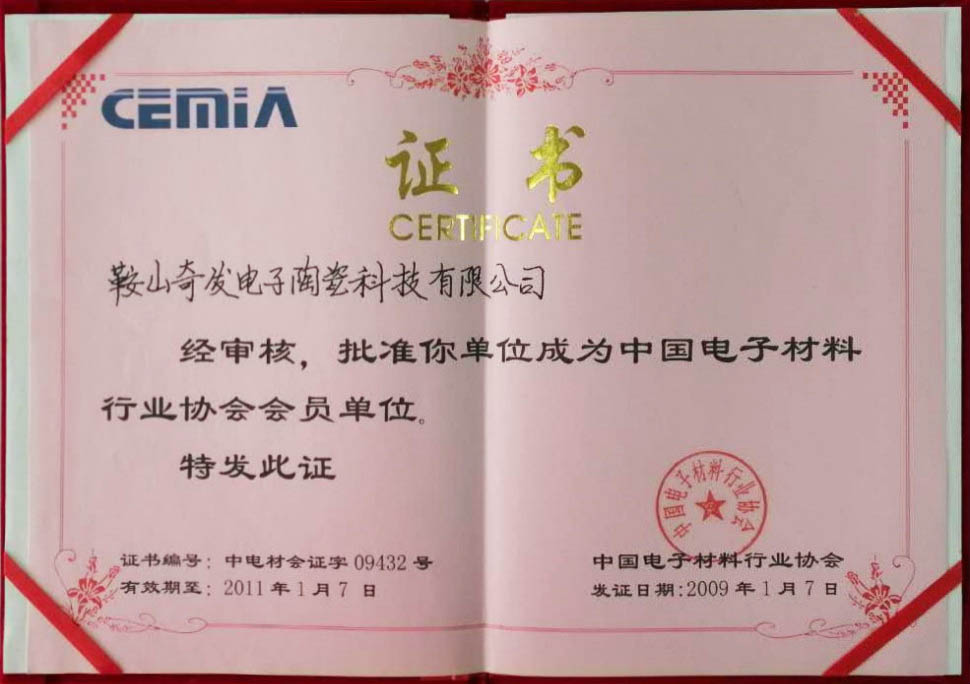 CEMIA
证书
CERTIFICATE
鞍山奇发电子陶瓷科技有限公司
经审核，批准你单位成为中国电子材料
行业协会会员单位。
特发此证
中国电子材料行业协会
证书编号：中电材会证字 09432 号
有效期至：2011 年 1 月 7 日
中国电子材料行业协会
发证日期:2009 年 1 月 7 日